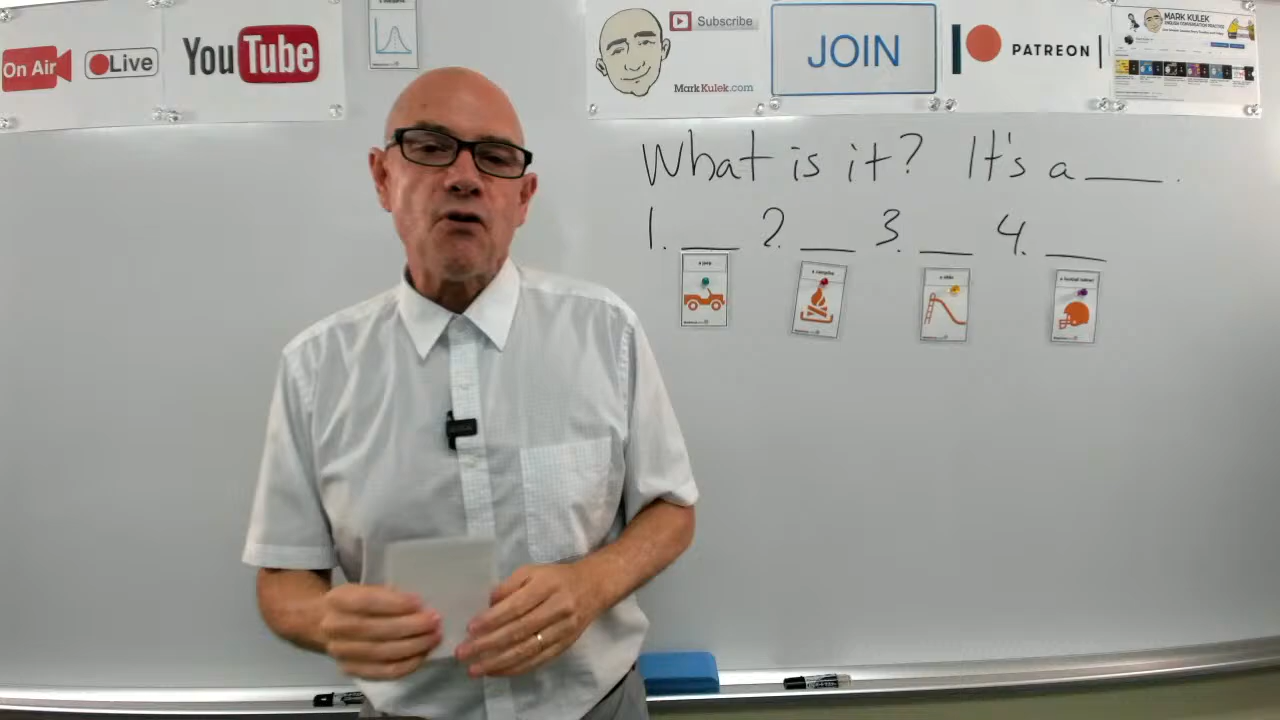 On Air
Live
YouTube
Subscribe
MarkKulek.com
JOIN
PATREON
MARK KULEK
What is it? It's a ___.
1. ___ 2. ___ 3. ___ 4. ___
a jeep
a campfire
a slide
a football helmet